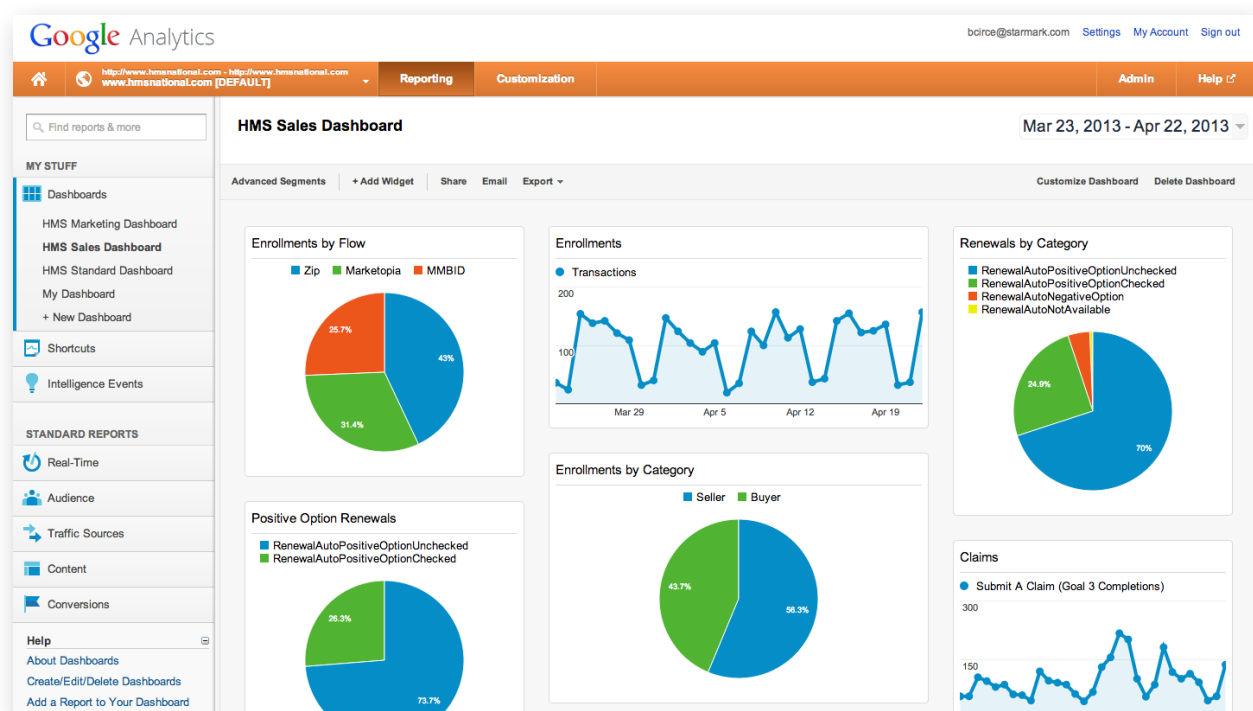 Google Analytics
bcirce@starmark.com Settings My Account Sign out
http://www.hmsnational.com - http://www.hmsnational.com
www.hmsnational.com [DEFAULT]
Reporting
Customization
Admin
Help
Find reports & more
MY STUFF
Dashboards
HMS Marketing Dashboard
HMS Sales Dashboard
HMS Standard Dashboard
My Dashboard
+ New Dashboard
Shortcuts
Intelligence Events
STANDARD REPORTS
Real-Time
Audience
Traffic Sources
Content
Conversions
Help
About Dashboards
Create/Edit/Delete Dashboards
Add a Report to Your Dashboard
HMS Sales Dashboard
Mar 23, 2013 - Apr 22, 2013
Advanced Segments + Add Widget Share Email Export
Customize Dashboard Delete Dashboard
Enrollments by Flow
Zip Marketopia MMBID
25.7%
43%
31.4%
Positive Option Renewals
RenewalAutoPositiveOptionUnchecked
RenewalAutoPositiveOptionChecked
26.3%
73.7%
Enrollments
Transactions
200
100
Mar 29 Apr 5 Apr 12 Apr 19
Enrollments by Category
Seller Buyer
43.7%
56.3%
Renewals by Category
RenewalAutoPositiveOptionUnchecked
RenewalAutoPositiveOptionChecked
RenewalAutoNegativeOption
RenewalAutoNotAvailable
24.9%
70%
Claims
Submit A Claim (Goal 3 Completions)
300
150